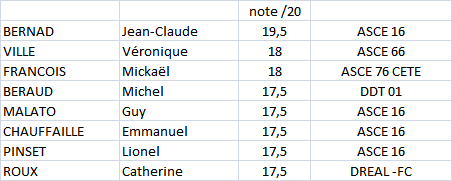 note /20
BERNAD Jean-Claude 19,5 ASCE 16
VILLE Véronique 18 ASCE 66
FRANCOIS Mickaël 18 ASCE 76 CETE
BERAUD Michel 17,5 DDT 01
MALATO Guy 17,5 ASCE 16
CHAUFFAILLE Emmanuel 17,5 ASCE 16
PINSET Lionel 17,5 ASCE 16
ROUX Catherine 17,5 DREAL -FC